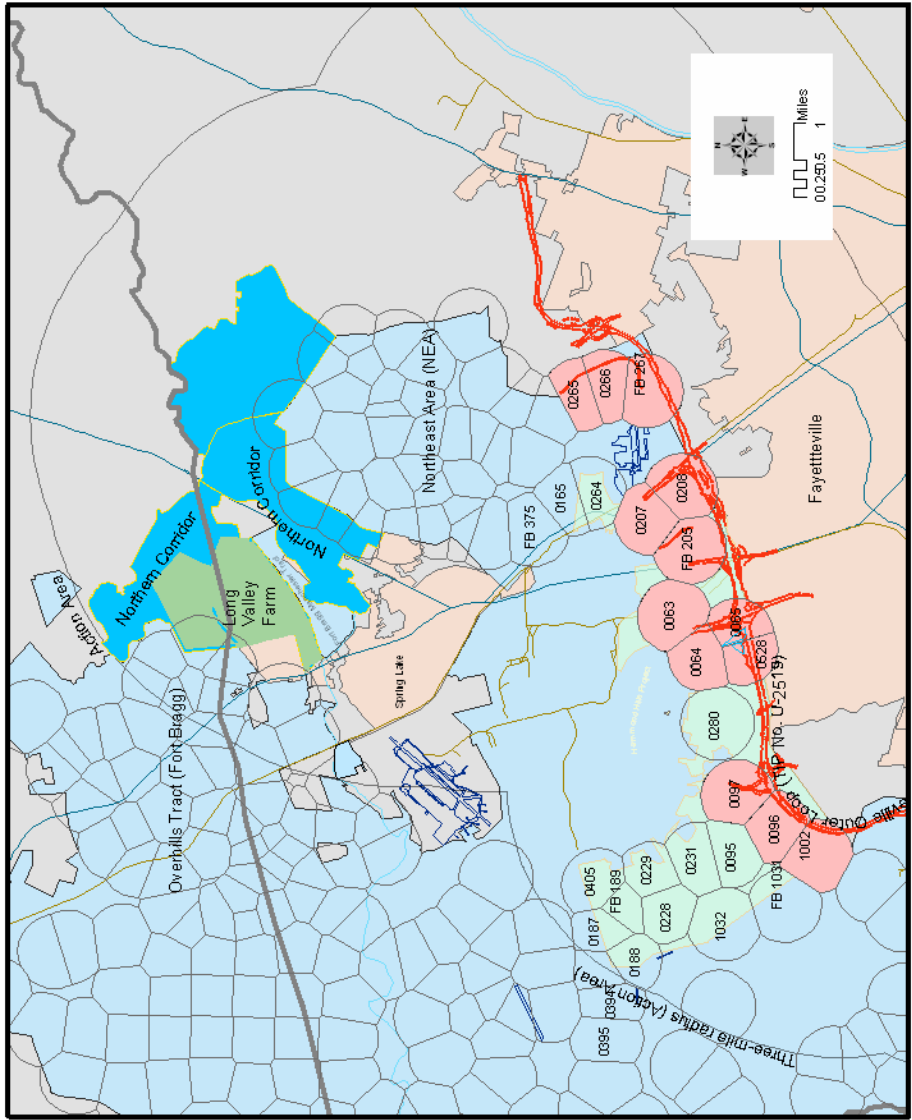 Action Area
Northern Corridor
Northern Corridor
Long
Valley
Farm
Overhills Tract (Fort Bragg)
Northeast Area (NEA)
Spring Lake
Fayettteville
N
W
E
S
Miles
0 0.25 0.5 1
FB 375
0165
0264
0265
0266
FB 267
0207
0208
FB 205
0063
0064
0065
0528
0280
0097
0096
1002
FB 1031
0405
0187
FB 189
0229
0231
0095
0228
1032
0188
0394
0395
Three-mile radius (Action Area)
ville Outer Loop
(TIP No. U-2519)